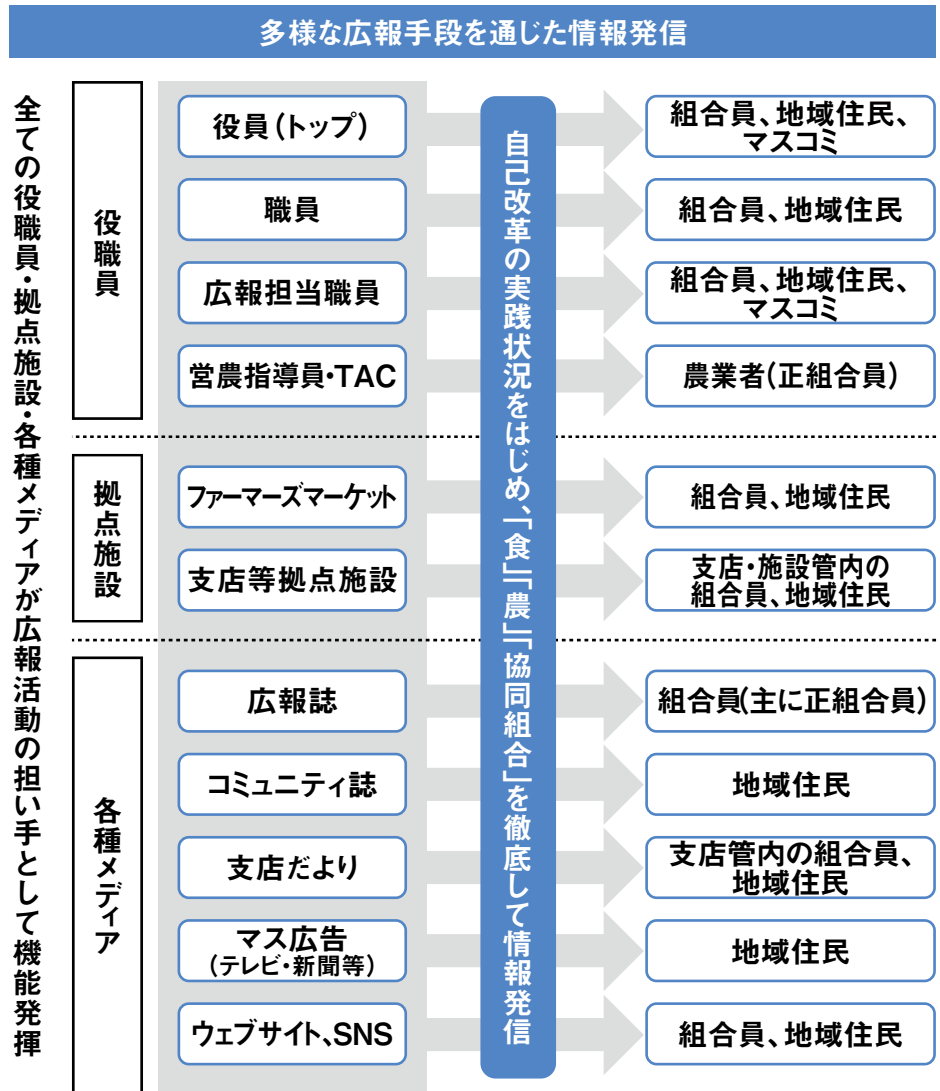 多様な広報手段を通じた情報発信
全ての役職員・拠点施設・各種メディアが広報活動の担い手として機能発揮
役職員
役員(トップ)
職員
広報担当職員
営農指導員・TAC
拠点施設
ファーマーズマーケット
支店等拠点施設
各種メディア
広報誌
コミュニティ誌
支店だより
マス広告
(テレビ・新聞等)
ウェブサイト、SNS
自己改革の実践状況をはじめ、「食」「農」「協同組合」を徹底して情報発信
組合員、地域住民、
マスコミ
組合員、地域住民
組合員、地域住民、
マスコミ
農業者(正組合員)
組合員、地域住民
支店・施設管内の
組合員、地域住民
組合員(主に正組合員)
地域住民
支店管内の組合員、
地域住民
地域住民
組合員、地域住民